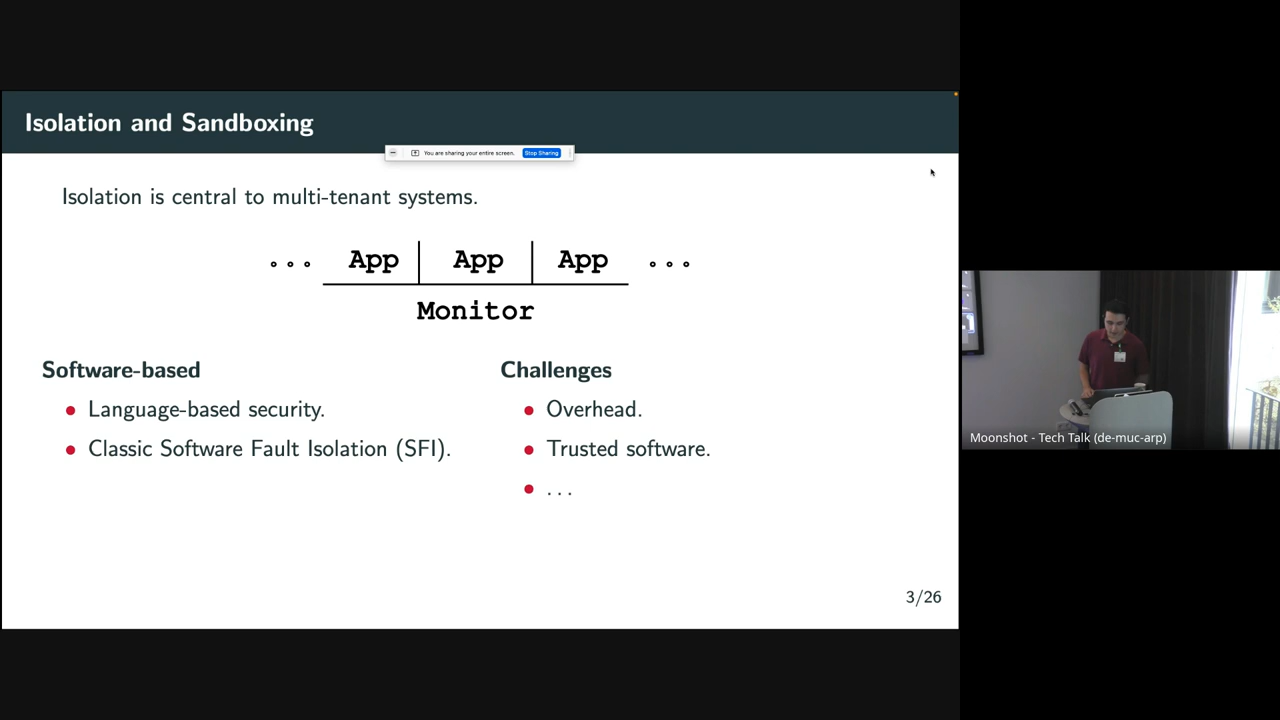 Isolation and Sandboxing
You are sharing your entire screen. Stop Sharing
Isolation is central to multi-tenant systems.
... App App App ...
Monitor
Software-based
• Language-based security.
• Classic Software Fault Isolation (SFI).
Challenges
• Overhead.
• Trusted software.
• ...
3/26
Moonshot - Tech Talk (de-muc-arp)